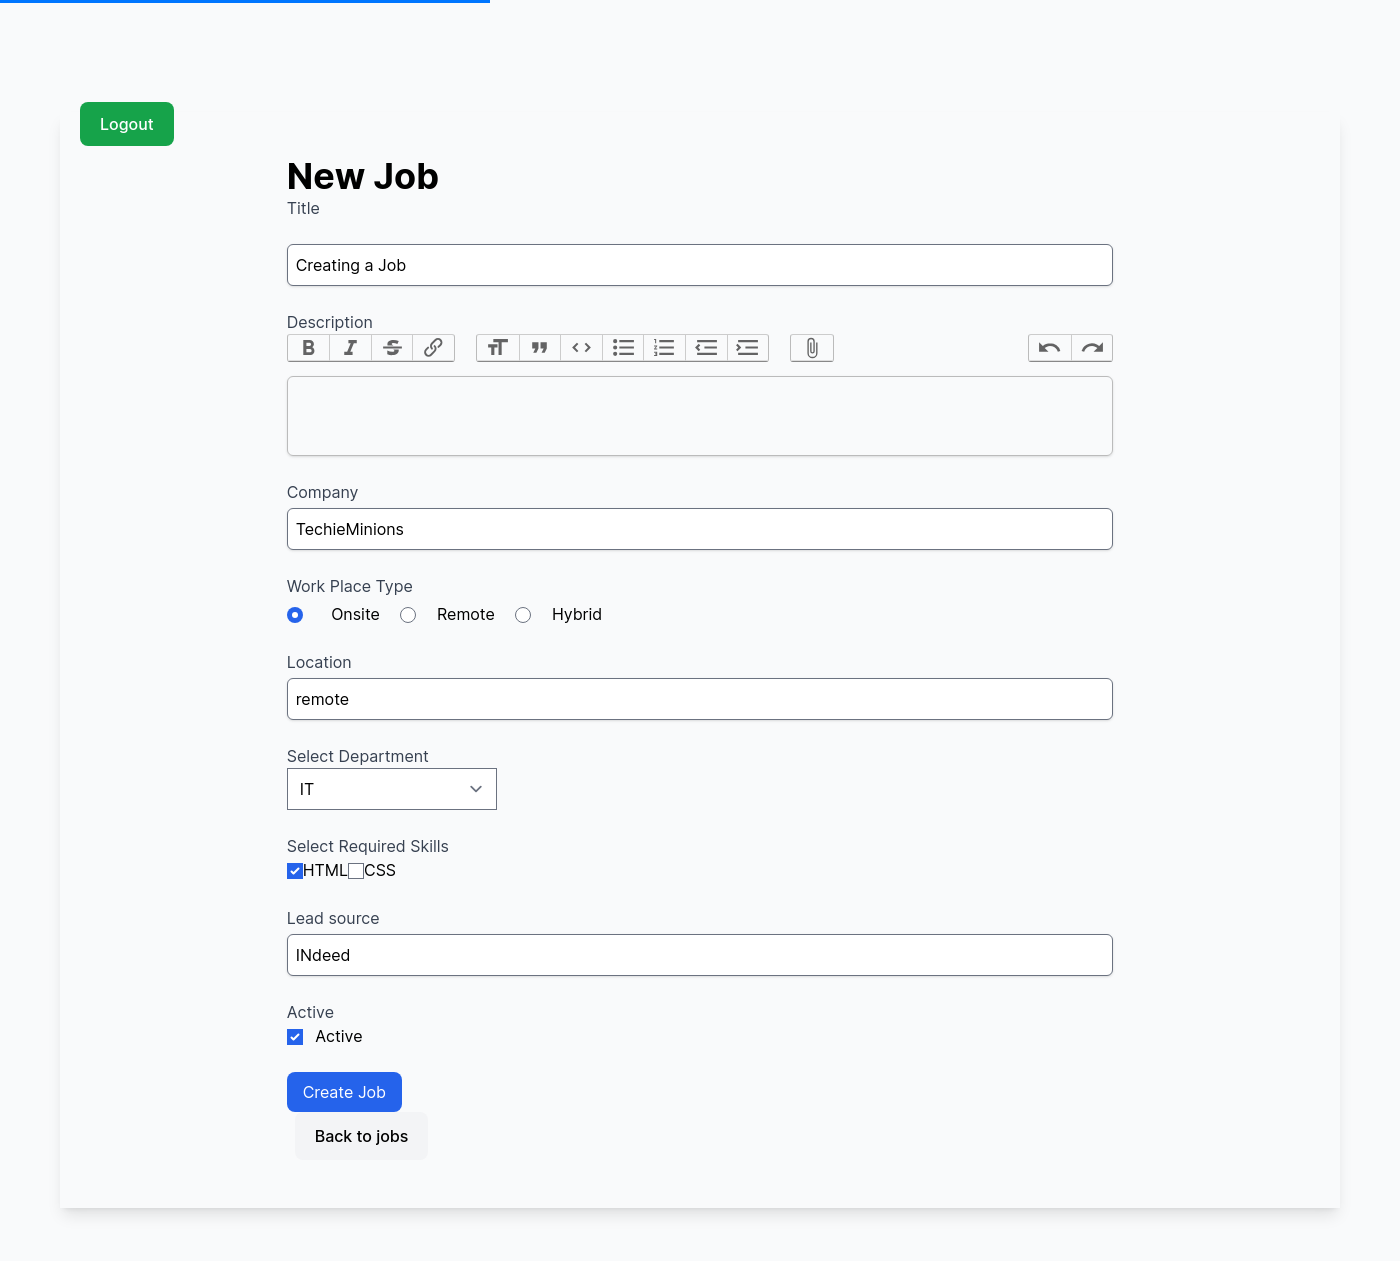 Logout
New Job
Title
Creating a Job
Description
Company
TechieMinions
Work Place Type
Onsite Remote Hybrid
Location
remote
Select Department
IT
Select Required Skills
HTML CSS
Lead source
INdeed
Active
Active
Create Job
Back to jobs